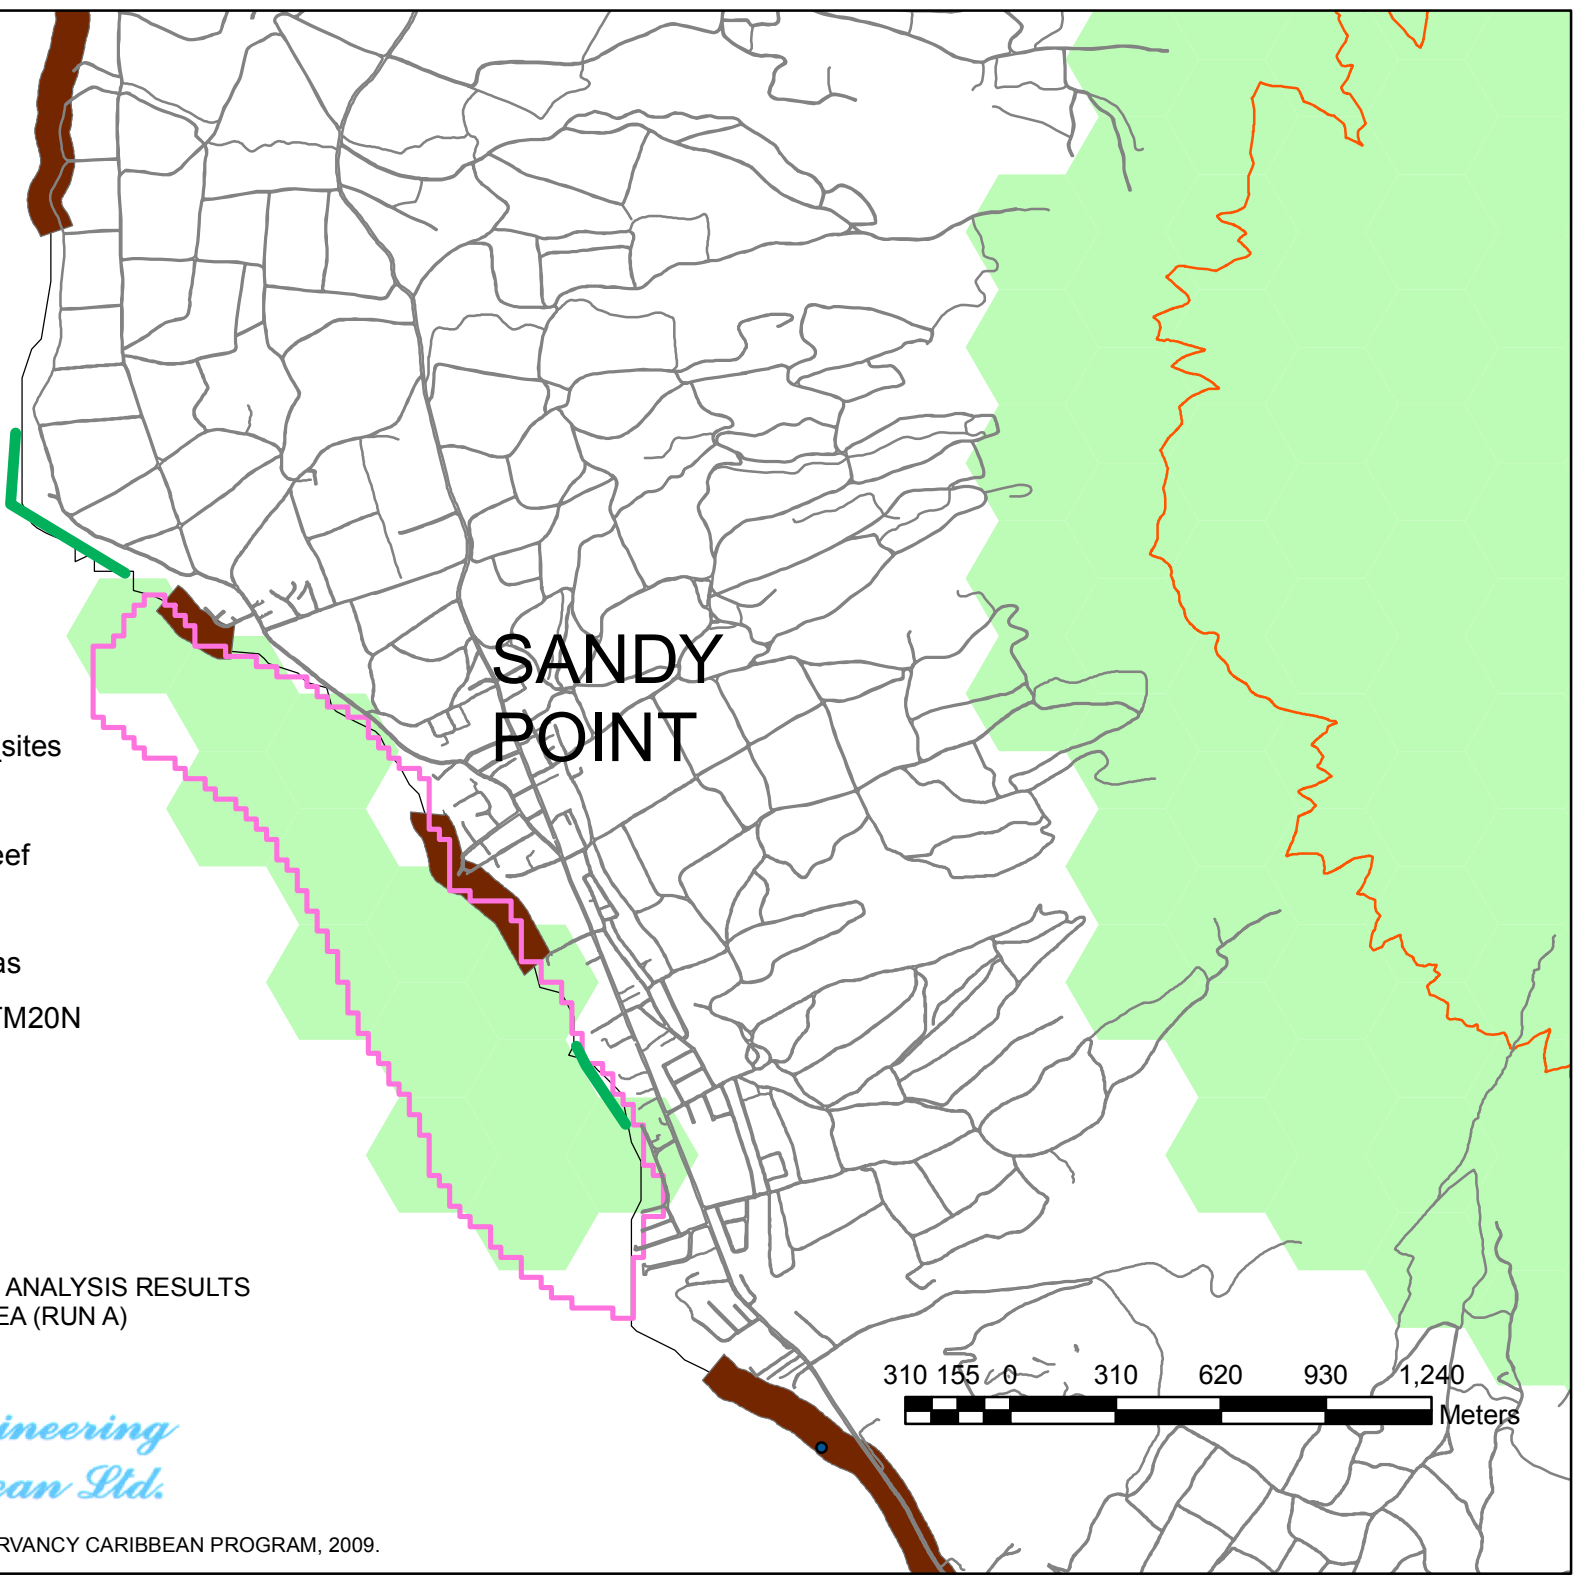 SANDY
POINT
sites
eef
as
TM20N
ANALYSIS RESULTS
EA (RUN A)
310 155 0 310 620 930 1,240
Meters
ineering
ean Ltd.
RVANCY CARIBBEAN PROGRAM, 2009.